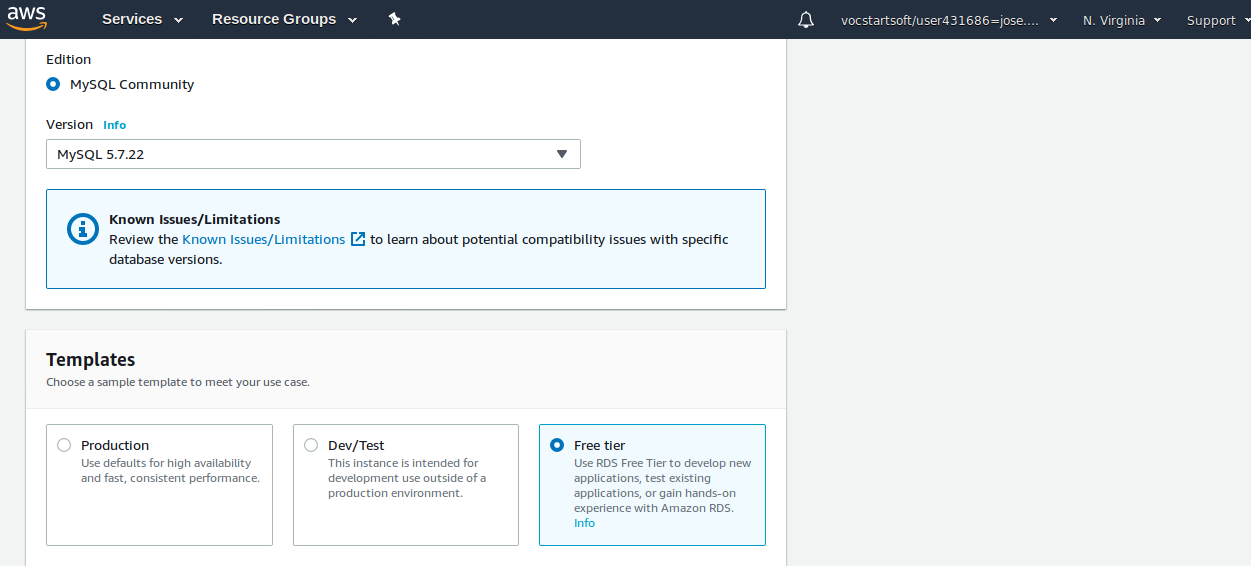 aws Services Resource Groups vocstartsoft/user431686=jose.... N. Virginia Support
Edition
MySQL Community
Version Info
MySQL 5.7.22
Known Issues/Limitations
Review the Known Issues/Limitations to learn about potential compatibility issues with specific
database versions.
Templates
Choose a sample template to meet your use case.
Production
Use defaults for high availability
and fast, consistent performance.
Dev/Test
This instance is intended for
development use outside of a
production environment.
Free tier
Use RDS Free Tier to develop new
applications, test existing
applications, or gain hands-on
experience with Amazon RDS.
Info